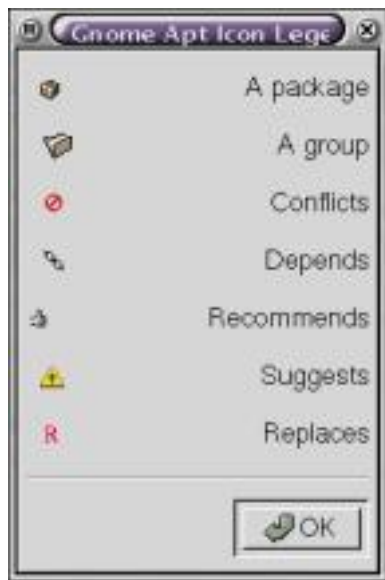 Gnome Apt Icon Lege
A package
A group
Conflicts
Depends
Recommends
Suggests
R Replaces
OK